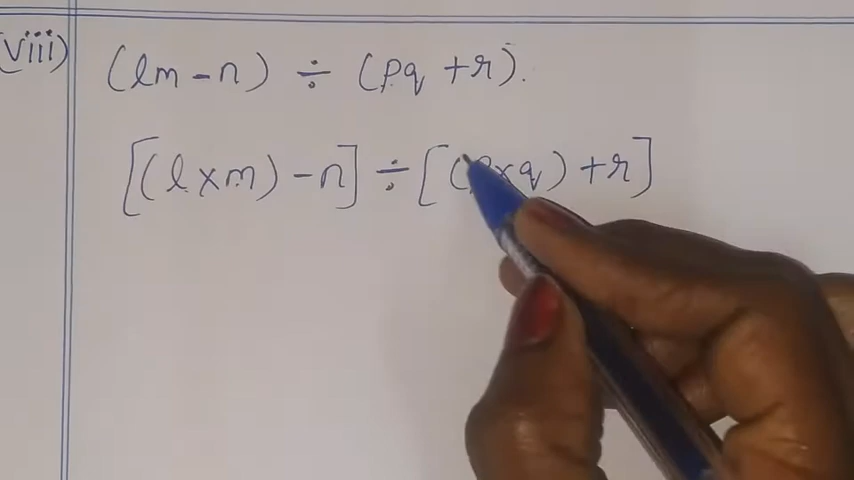 (viii) (lm - n) ÷ (pq + r).
[(l × m) - n] ÷ [(p × q) + r]